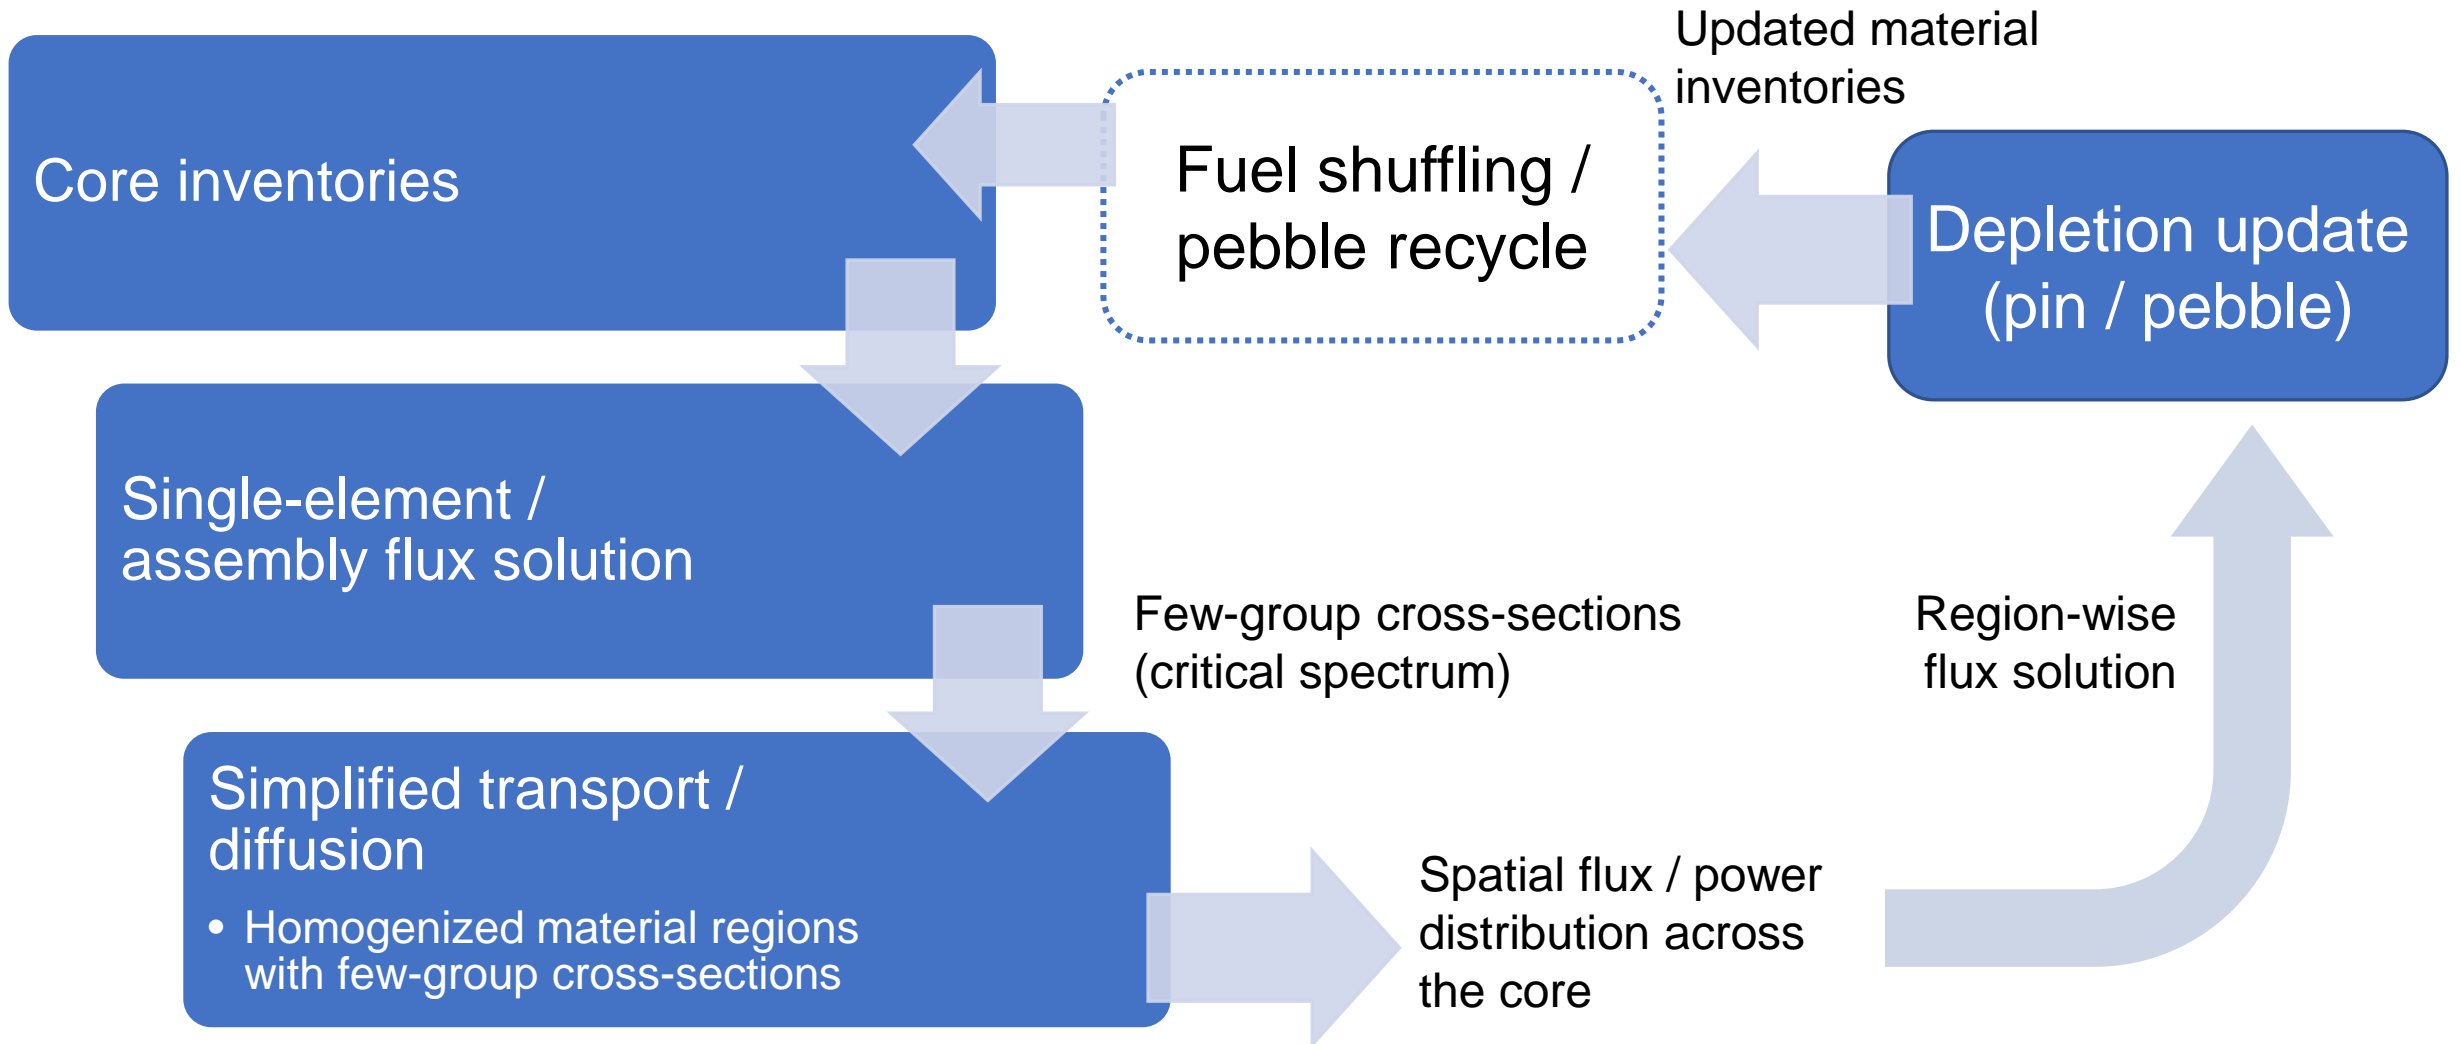 Updated material
inventories
Core inventories
Fuel shuffling /
pebble recycle
Depletion update
(pin / pebble)
Single-element /
assembly flux solution
Few-group cross-sections
(critical spectrum)
Region-wise
flux solution
Simplified transport /
diffusion
• Homogenized material regions
with few-group cross-sections
Spatial flux / power
distribution across
the core